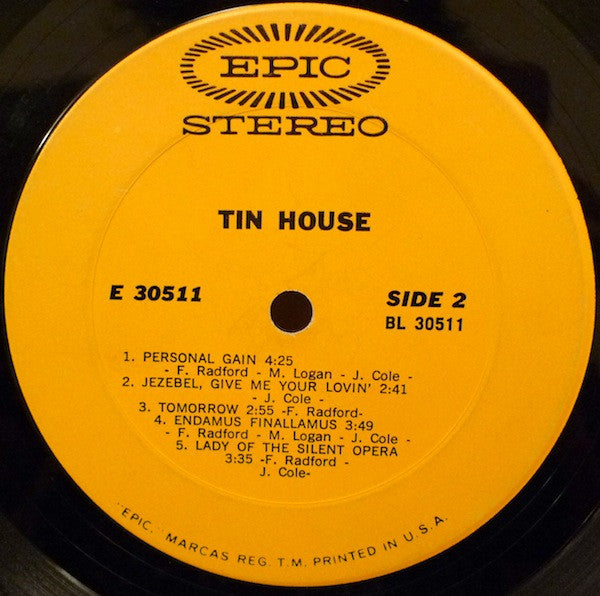 EPIC
STEREO
TIN HOUSE
E 30511
SIDE 2
BL 30511
1. PERSONAL GAIN 4:25
- F. Radford - M. Logan - J. Cole -
2. JEZEBEL, GIVE ME YOUR LOVIN' 2:41
- J. Cole -
3. TOMORROW 2:55 -F. Radford-
4. ENDAMUS FINALLAMUS 3:49
- F. Radford - M. Logan - J. Cole -
5. LADY OF THE SILENT OPERA
3:35 -F. Radford -
J. Cole-
"EPIC," MARCAS REG. T.M. PRINTED IN U.S.A.